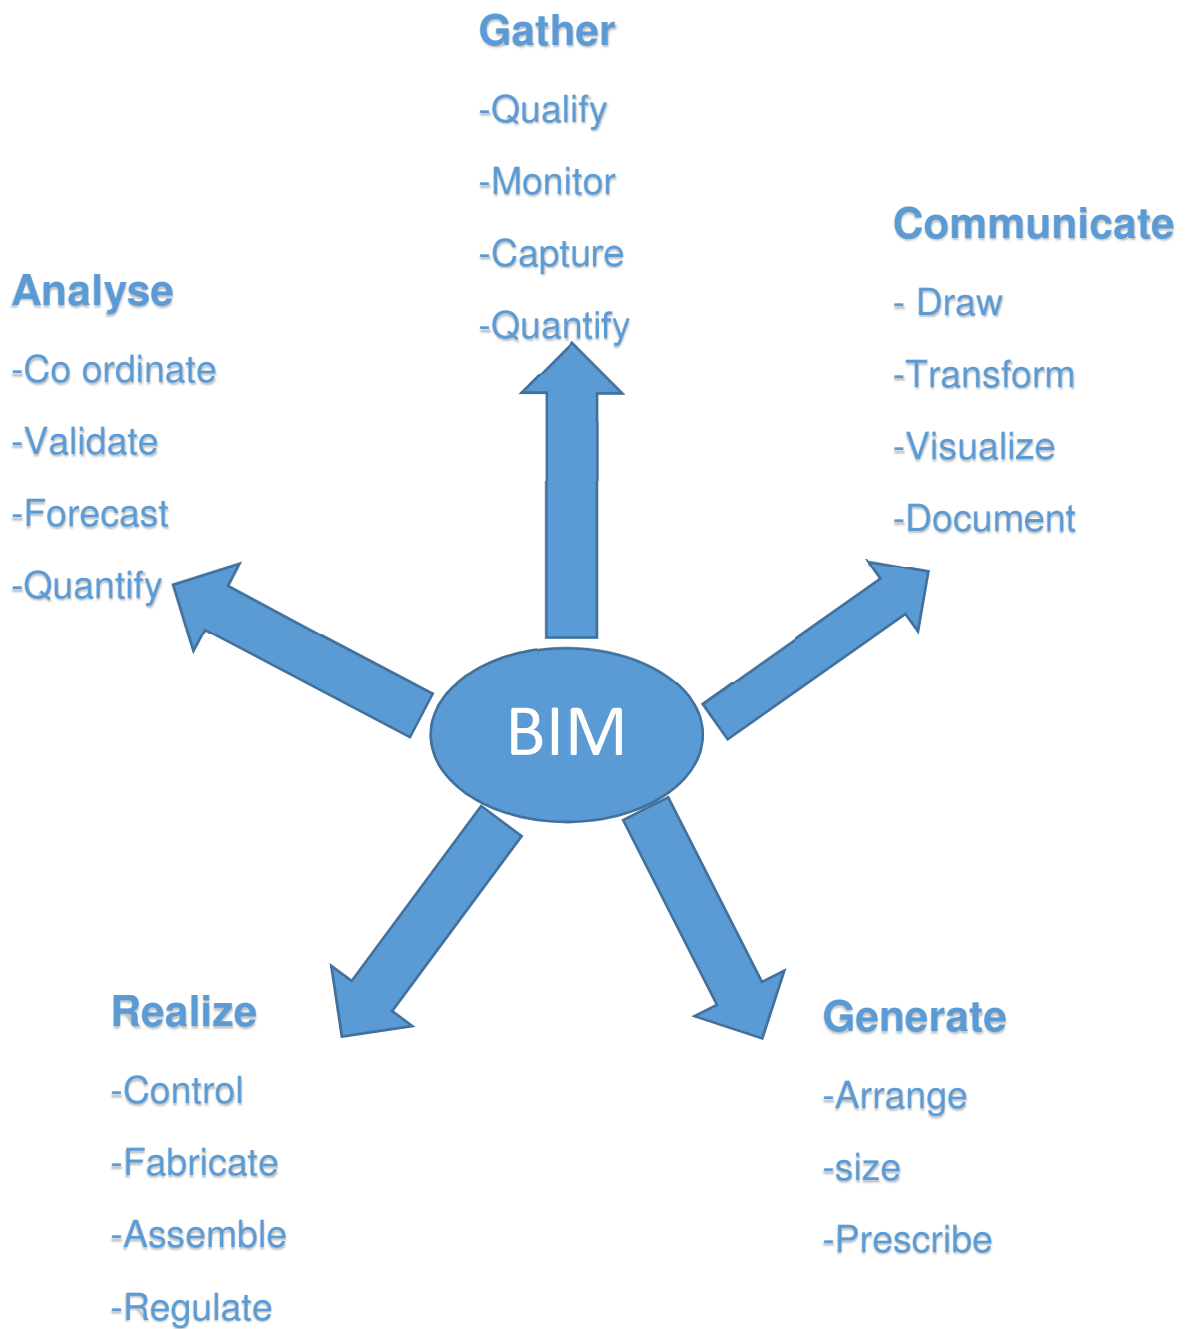 Gather
-Qualify
-Monitor
-Capture
-Quantify
Communicate
- Draw
-Transform
-Visualize
-Document
Analyse
-Co ordinate
-Validate
-Forecast
-Quantify
BIM
Realize
-Control
-Fabricate
-Assemble
-Regulate
Generate
-Arrange
-size
-Prescribe